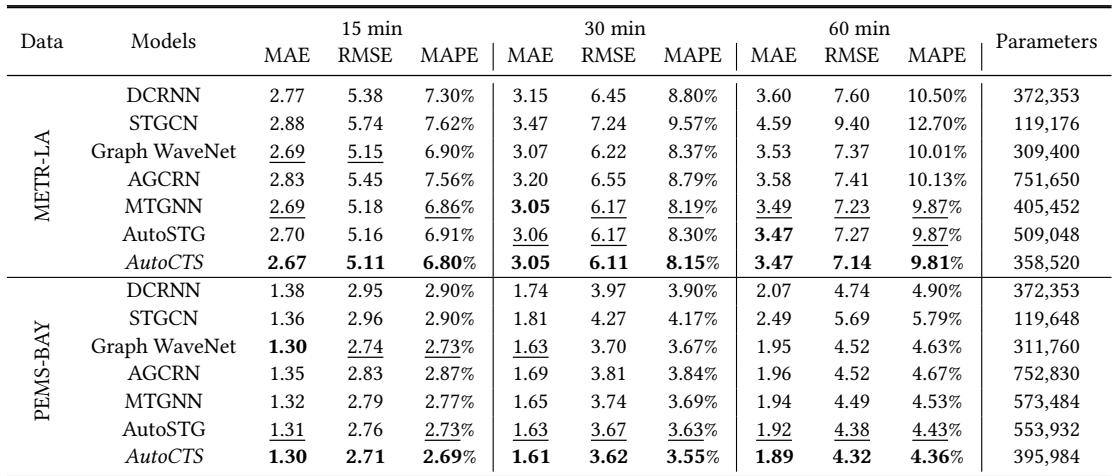 Data Models 15 min 30 min 60 min Parameters
MAE RMSE MAPE MAE RMSE MAPE MAE RMSE MAPE
METR-LA
DCRNN 2.77 5.38 7.30% 3.15 6.45 8.80% 3.60 7.60 10.50% 372,353
STGCN 2.88 5.74 7.62% 3.47 7.24 9.57% 4.59 9.40 12.70% 119,176
Graph WaveNet 2.69 5.15 6.90% 3.07 6.22 8.37% 3.53 7.37 10.01% 309,400
AGCRN 2.83 5.45 7.56% 3.20 6.55 8.79% 3.58 7.41 10.13% 751,650
MTGNN 2.69 5.18 6.86% 3.05 6.17 8.19% 3.49 7.23 9.87% 405,452
AutoSTG 2.70 5.16 6.91% 3.06 6.17 8.30% 3.47 7.27 9.87% 509,048
AutoCTS 2.67 5.11 6.80% 3.05 6.11 8.15% 3.47 7.14 9.81% 358,520
PEMS-BAY
DCRNN 1.38 2.95 2.90% 1.74 3.97 3.90% 2.07 4.74 4.90% 372,353
STGCN 1.36 2.96 2.90% 1.81 4.27 4.17% 2.49 5.69 5.79% 119,648
Graph WaveNet 1.30 2.74 2.73% 1.63 3.70 3.67% 1.95 4.52 4.63% 311,760
AGCRN 1.35 2.83 2.87% 1.69 3.81 3.84% 1.96 4.52 4.67% 752,830
MTGNN 1.32 2.79 2.77% 1.65 3.74 3.69% 1.94 4.49 4.53% 573,484
AutoSTG 1.31 2.76 2.73% 1.63 3.67 3.63% 1.92 4.38 4.43% 553,932
AutoCTS 1.30 2.71 2.69% 1.61 3.62 3.55% 1.89 4.32 4.36% 395,984